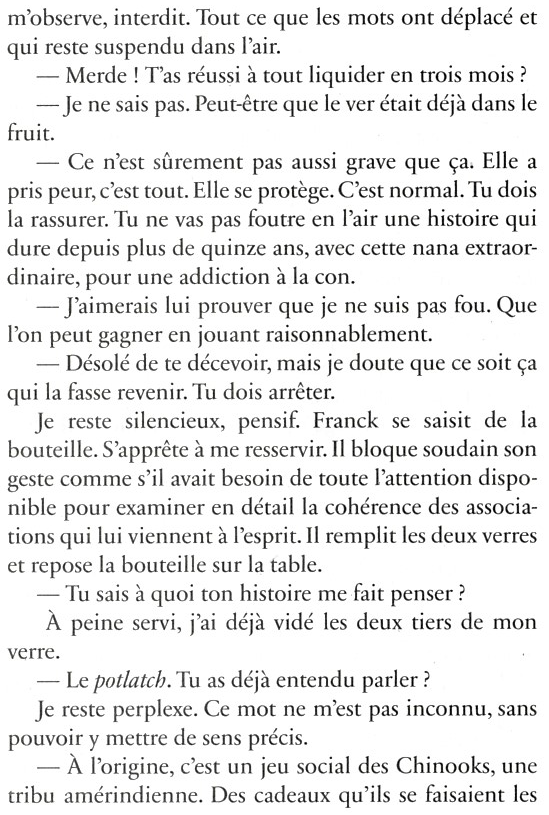 m'observe, interdit. Tout ce que les mots ont déplacé et
qui reste suspendu dans l'air.
— Merde ! T'as réussi à tout liquider en trois mois ?
— Je ne sais pas. Peut-être que le ver était déjà dans le
fruit.
— Ce n'est sûrement pas aussi grave que ça. Elle a
pris peur, c'est tout. Elle se protège. C'est normal. Tu dois
la rassurer. Tu ne vas pas foutre en l'air une histoire qui
dure depuis plus de quinze ans, avec cette nana extraor-
dinaire, pour une addiction à la con.
— J'aimerais lui prouver que je ne suis pas fou. Que
l'on peut gagner en jouant raisonnablement.
— Désolé de te décevoir, mais je doute que ce soit ça
qui la fasse revenir. Tu dois arrêter.
Je reste silencieux, pensif. Franck se saisit de la
bouteille. S'apprête à me resservir. Il bloque soudain son
geste comme s'il avait besoin de toute l'attention dispo-
nible pour examiner en détail la cohérence des associa-
tions qui lui viennent à l'esprit. Il remplit les deux verres
et repose la bouteille sur la table.
— Tu sais à quoi ton histoire me fait penser ?
À peine servi, j'ai déjà vidé les deux tiers de mon
verre.
— Le potlatch. Tu as déjà entendu parler ?
Je reste perplexe. Ce mot ne m'est pas inconnu, sans
pouvoir y mettre de sens précis.
— À l'origine, c'est un jeu social des Chinooks, une
tribu amérindienne. Des cadeaux qu'ils se faisaient les